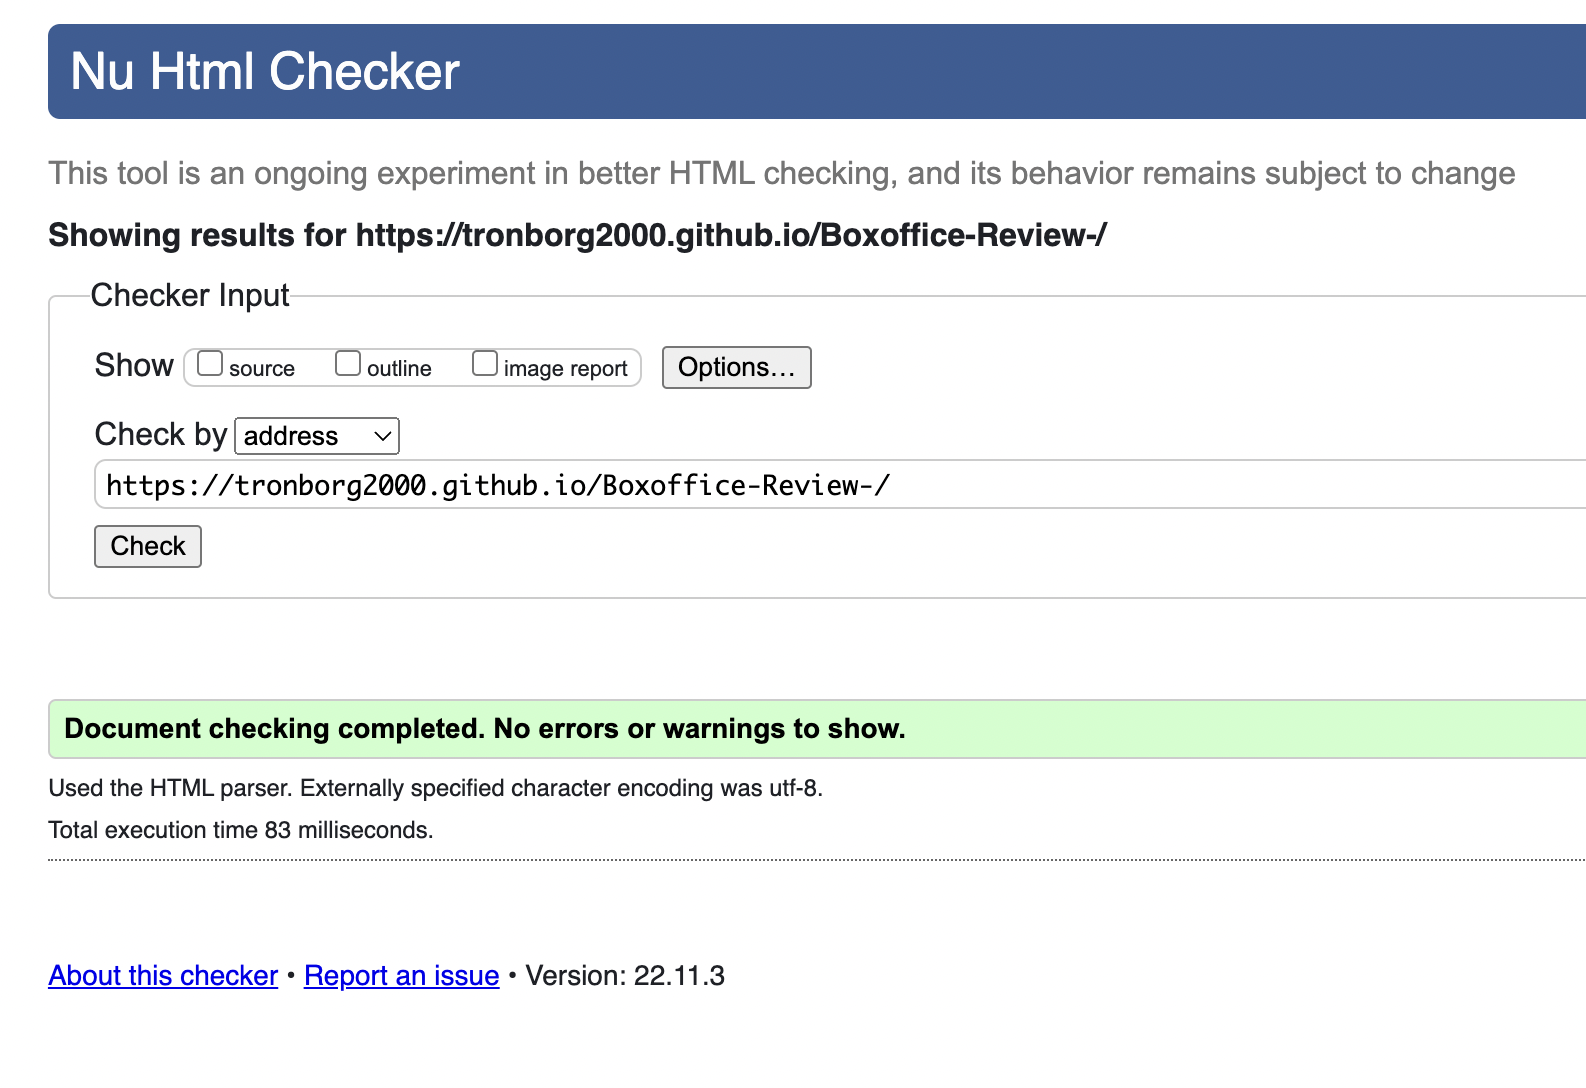 Nu Html Checker
This tool is an ongoing experiment in better HTML checking, and its behavior remains subject to change
Showing results for https://tronborg2000.github.io/Boxoffice-Review-/
Checker Input
Show source outline image report Options…
Check by address
https://tronborg2000.github.io/Boxoffice-Review-/
Check
Document checking completed. No errors or warnings to show.
Used the HTML parser. Externally specified character encoding was utf-8.
Total execution time 83 milliseconds.
About this checker • Report an issue • Version: 22.11.3